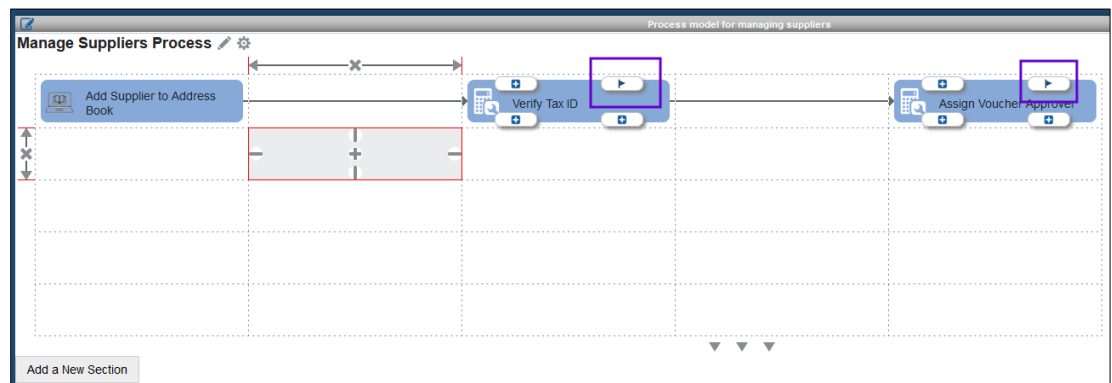 Process model for managing suppliers
Manage Suppliers Process
Add Supplier to Address
Book
Verify Tax ID
Assign Voucher Approver
Add a New Section